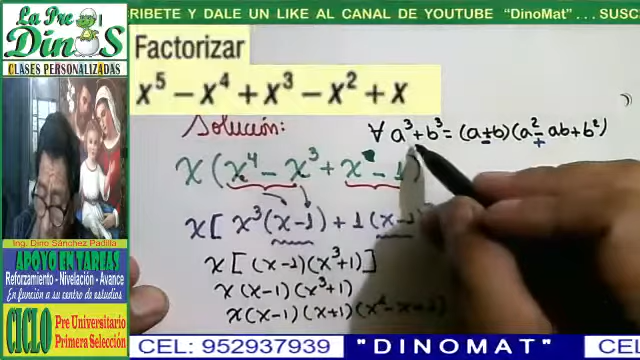 SCRIBETE Y DALE UN LIKE AL CANAL DE YOUTUBE "DinoMat" SUSC
La Pre
DINOS
CLASES PERSONALIZADAS
Factorizar
x⁵ − x⁴ + x³ − x² + x
Solución:
∀ a³+b³=(a±b)(a²∓ab+b²)
x(x⁴ − x³ + x − 1)
x[x³(x−1)+1(x−1)
x[(x−1)(x³+1)]
x(x−1)(x³+1)
x(x−1)(x+1)(x²−x+1)
Ing. Dino Sánchez Padilla
APOYO EN TAREAS
Reforzamiento - Nivelación - Avance
En función a su centro de estudios
CICLO Pre Universitario
Primera Selección
CEL: 952937939
"DINOMAT"
CEL: 9529